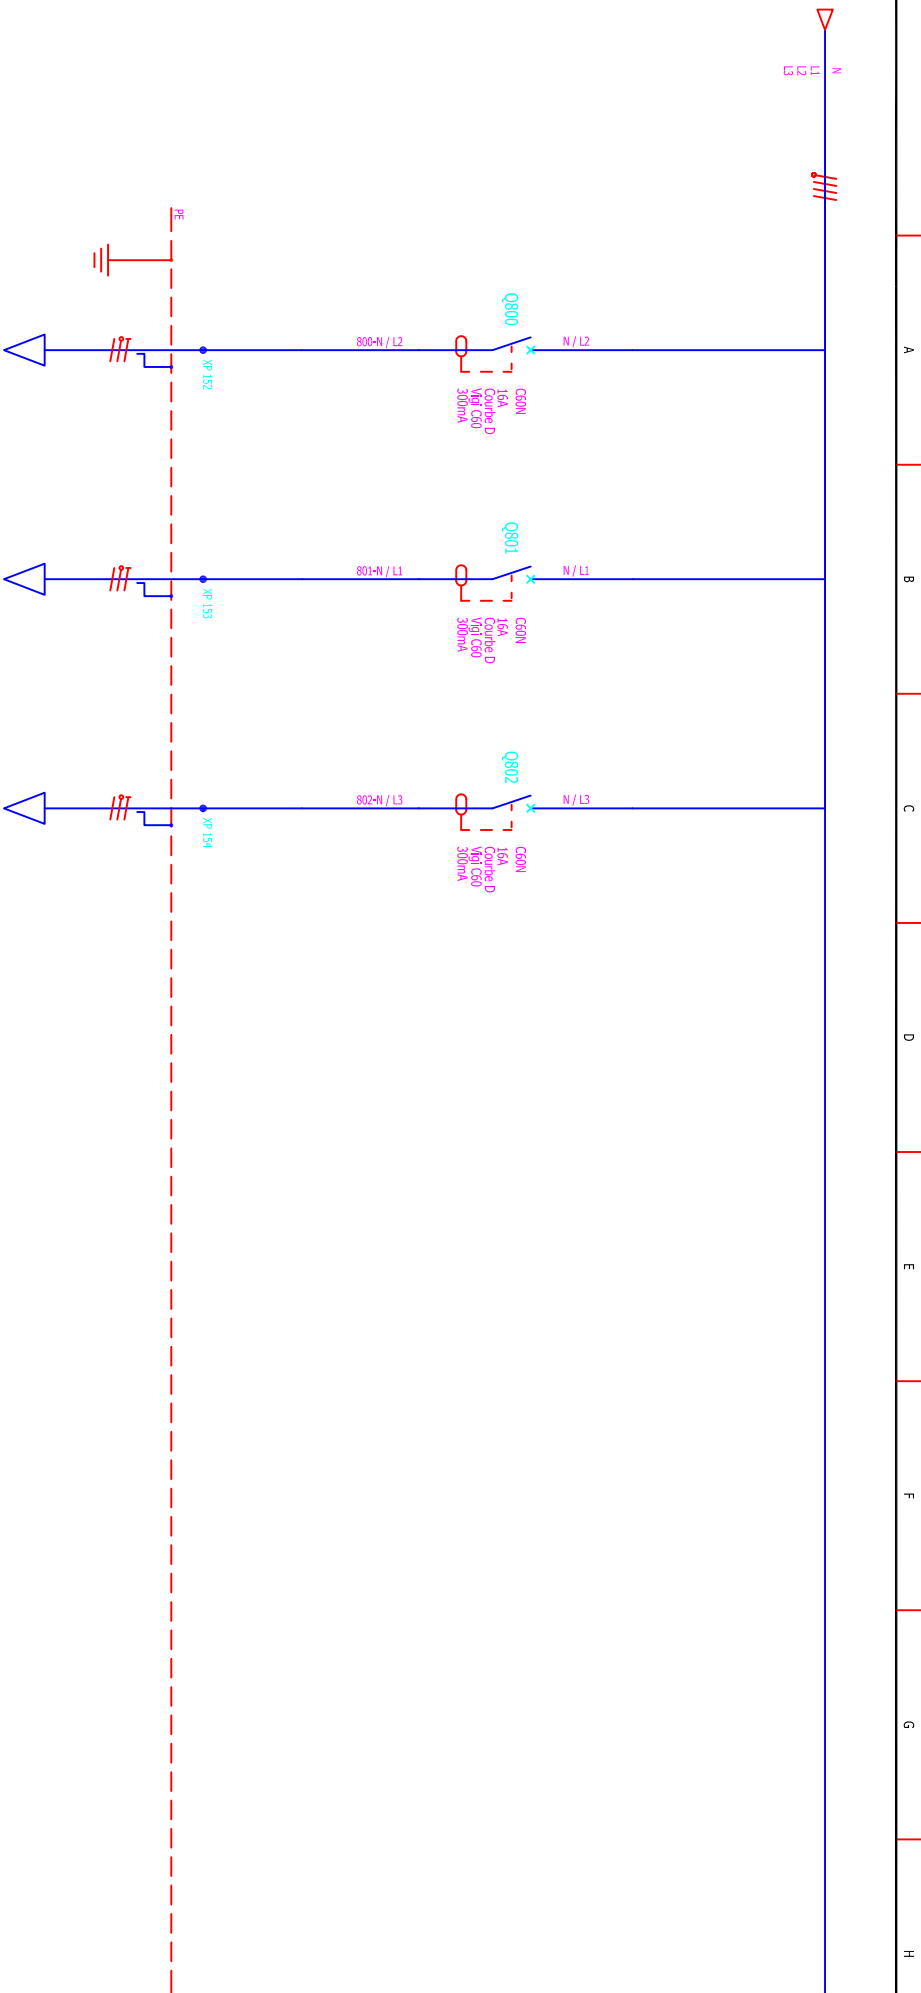 A
B
C
D
E
F
G
H
N
L1
L2
L3
N / L2
N / L1
N / L3
Q800
C60N
16A
Courbe D
Vigi C60
300mA
Q801
C60N
16A
Courbe D
Vigi C60
300mA
Q802
C60N
16A
Courbe D
Vigi C60
300mA
800-N / L2
801-N / L1
802-N / L3
XP 152
XP 153
XP 154
PE